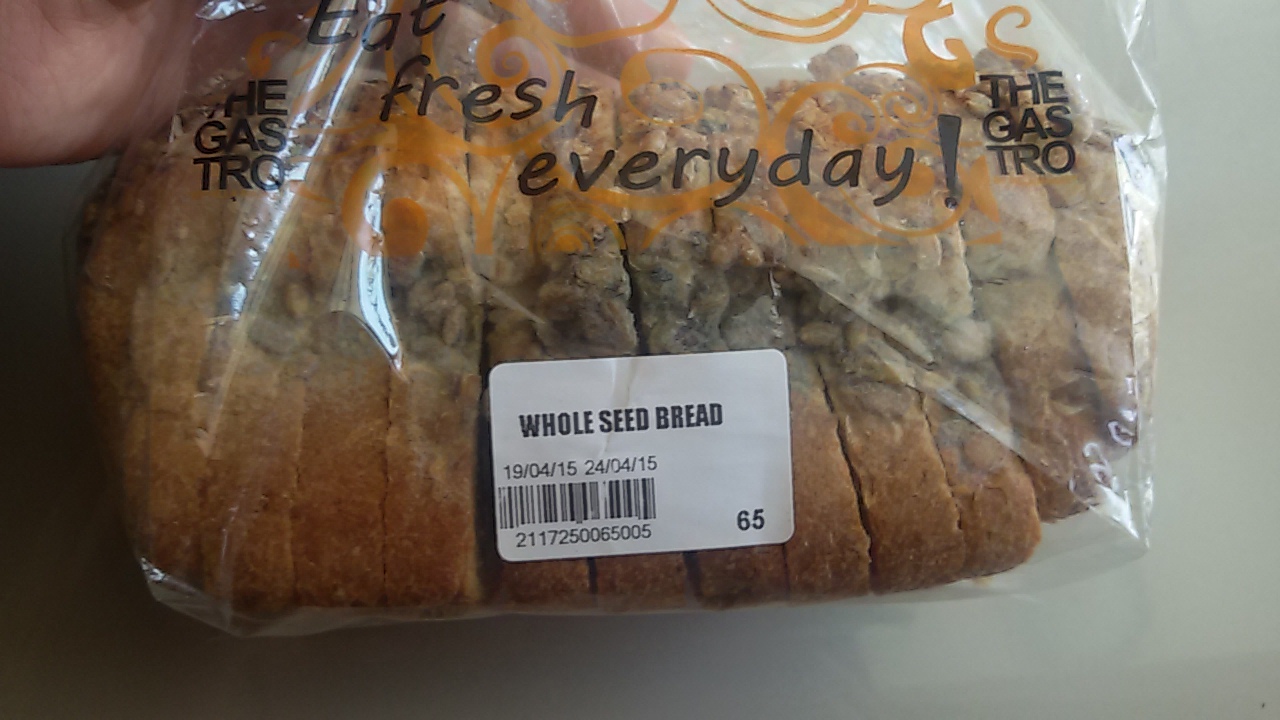 Eat
fresh
everyday!
THE
GAS
TRO
THE
GAS
TRO
WHOLE SEED BREAD
19/04/15 24/04/15
2117250065005
65